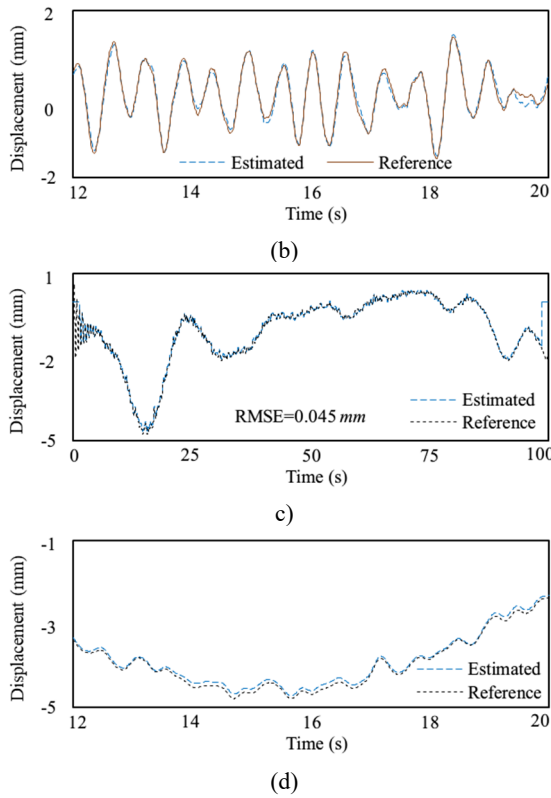 2
Displacement (mm)
0
Estimated Reference
-2
12 14 16 18 20
Time (s)
(b)
1
Displacement (mm)
-2
Estimated
RMSE=0.045 mm
Reference
-5
0 25 50 75 100
Time (s)
c)
-1
Displacement (mm)
-3
Estimated
Reference
-5
12 14 16 18 20
Time (s)
(d)